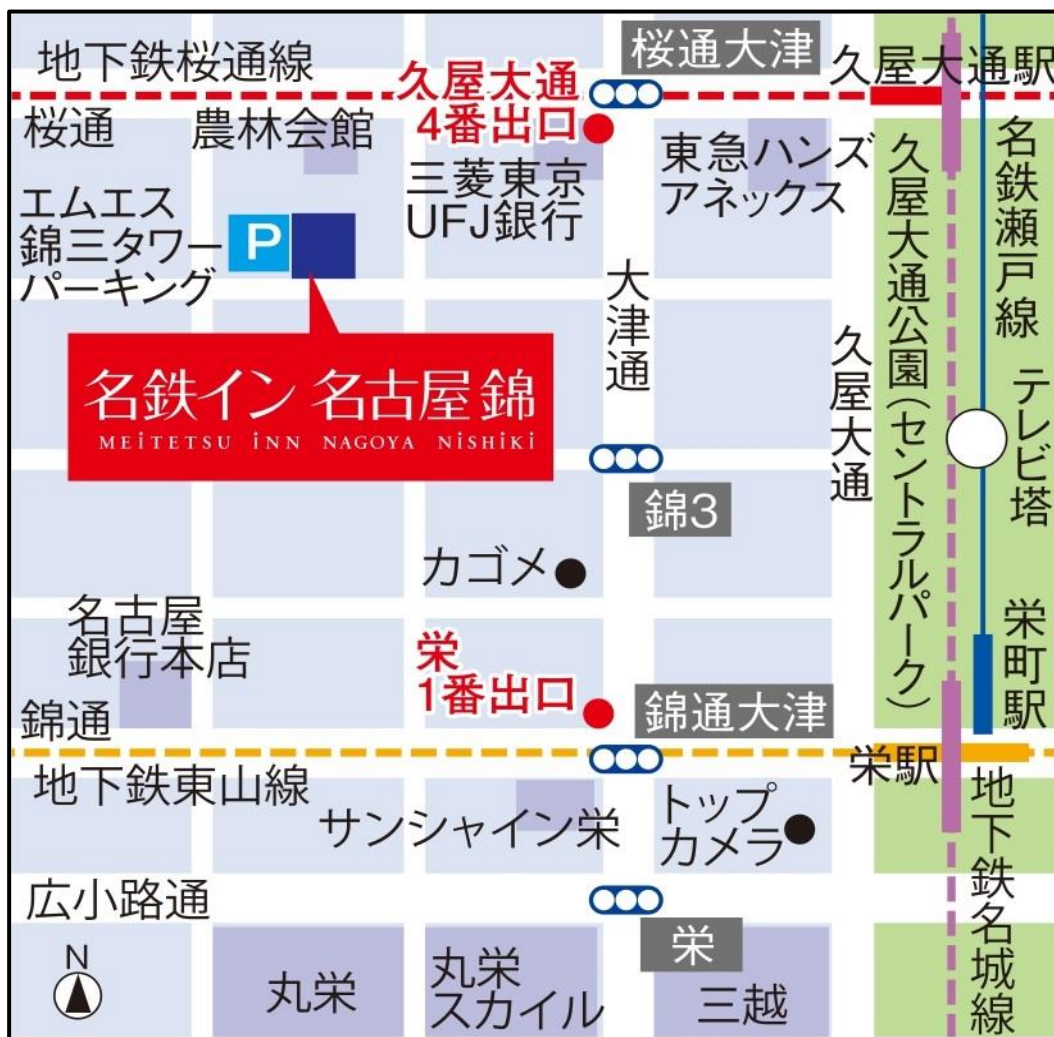 桜通大津
地下鉄桜通線
久屋大通駅
久屋大通
4番出口
桜通
農林会館
三菱東京
UFJ銀行
東急ハンズ
アネックス
久屋大通公園(セントラルパーク)
名鉄瀬戸線
エムエス
錦三タワー
パーキング
P
大津通
久屋大通
名鉄イン 名古屋錦
MEiTETSU iNN NAGOYA NiSHiKi
テレビ塔
錦3
カゴメ
名古屋
銀行本店
栄
1番出口
錦通大津
栄町駅
錦通
地下鉄東山線
栄駅
サンシャイン栄
トップ
カメラ
地下鉄名城線
広小路通
栄
N
丸栄
丸栄
スカイル
三越